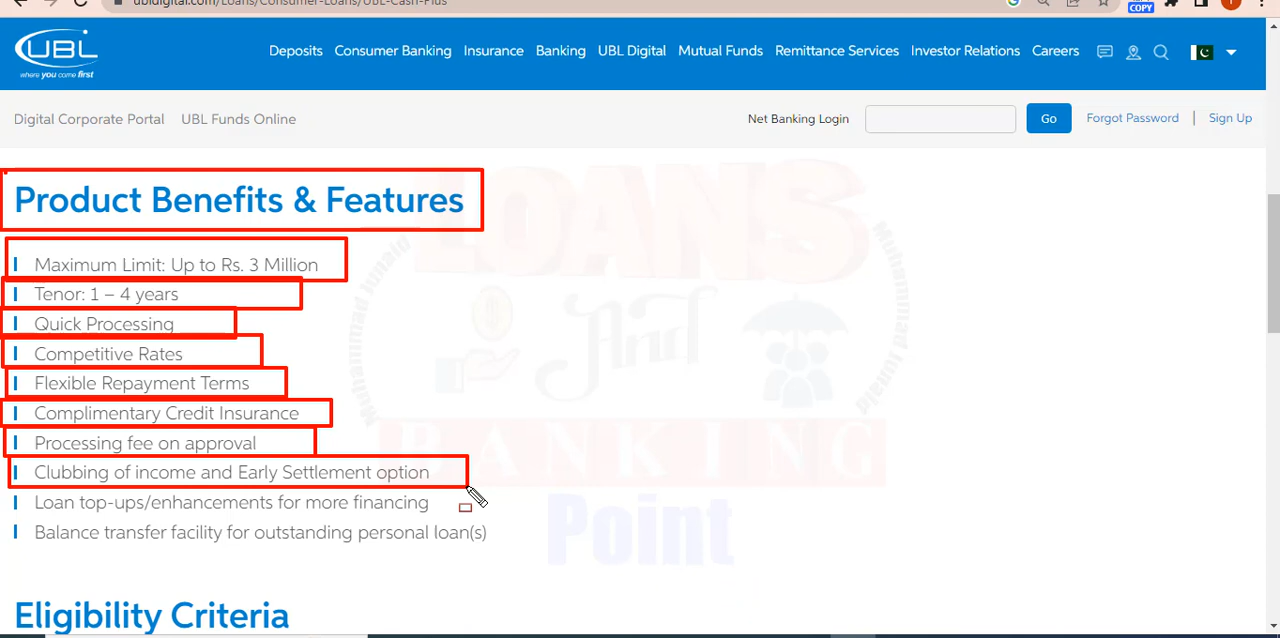 ubldigital.com/Loans/Consumer-Loans/UBL-Cash-Plus
COPY
UBL
where you come first
Deposits Consumer Banking Insurance Banking UBL Digital Mutual Funds Remittance Services Investor Relations Careers
Digital Corporate Portal UBL Funds Online
Net Banking Login Go Forgot Password | Sign Up
Product Benefits & Features
Maximum Limit: Up to Rs. 3 Million
Tenor: 1 – 4 years
Quick Processing
Competitive Rates
Flexible Repayment Terms
Complimentary Credit Insurance
Processing fee on approval
Clubbing of income and Early Settlement option
Loan top-ups/enhancements for more financing
Balance transfer facility for outstanding personal loan(s)
Eligibility Criteria
LOANS
And
BANKING
Point
Muhammad Junaid
Muhammad Junaid